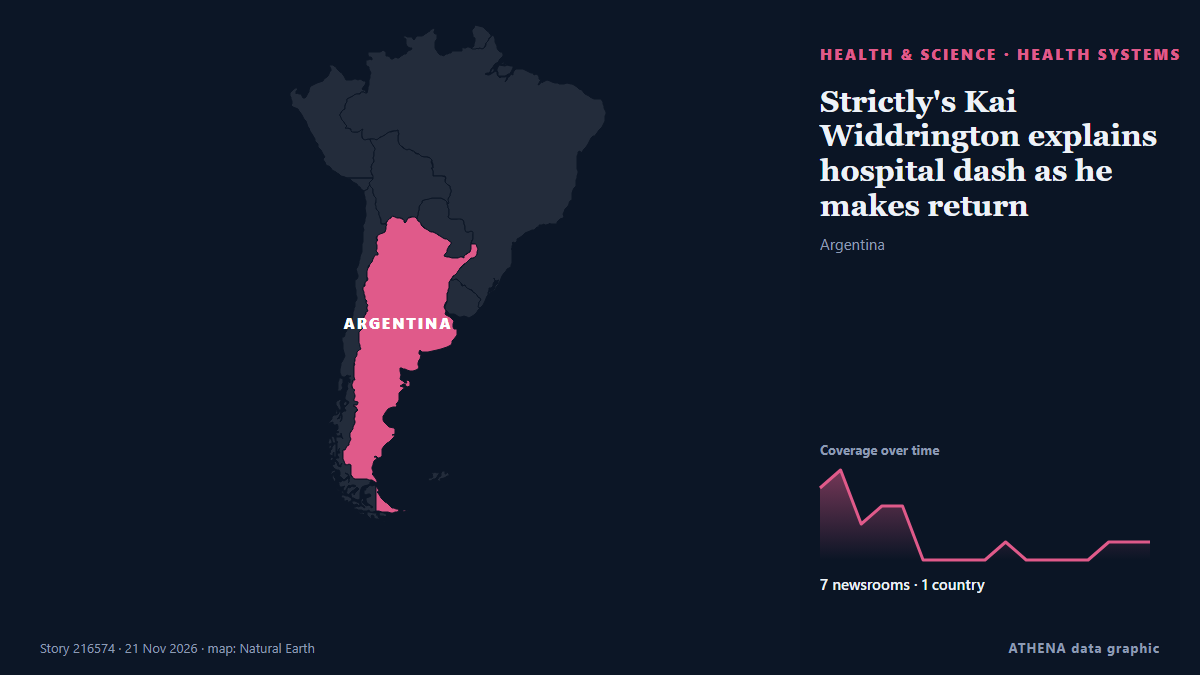 HEALTH & SCIENCE · HEALTH SYSTEMS
Strictly's Kai
Widdrington explains
hospital dash as he
makes return
Argentina
ARGENTINA
Coverage over time
7 newsrooms · 1 country
Story 216574 · 21 Nov 2026 · map: Natural Earth
ATHENA data graphic